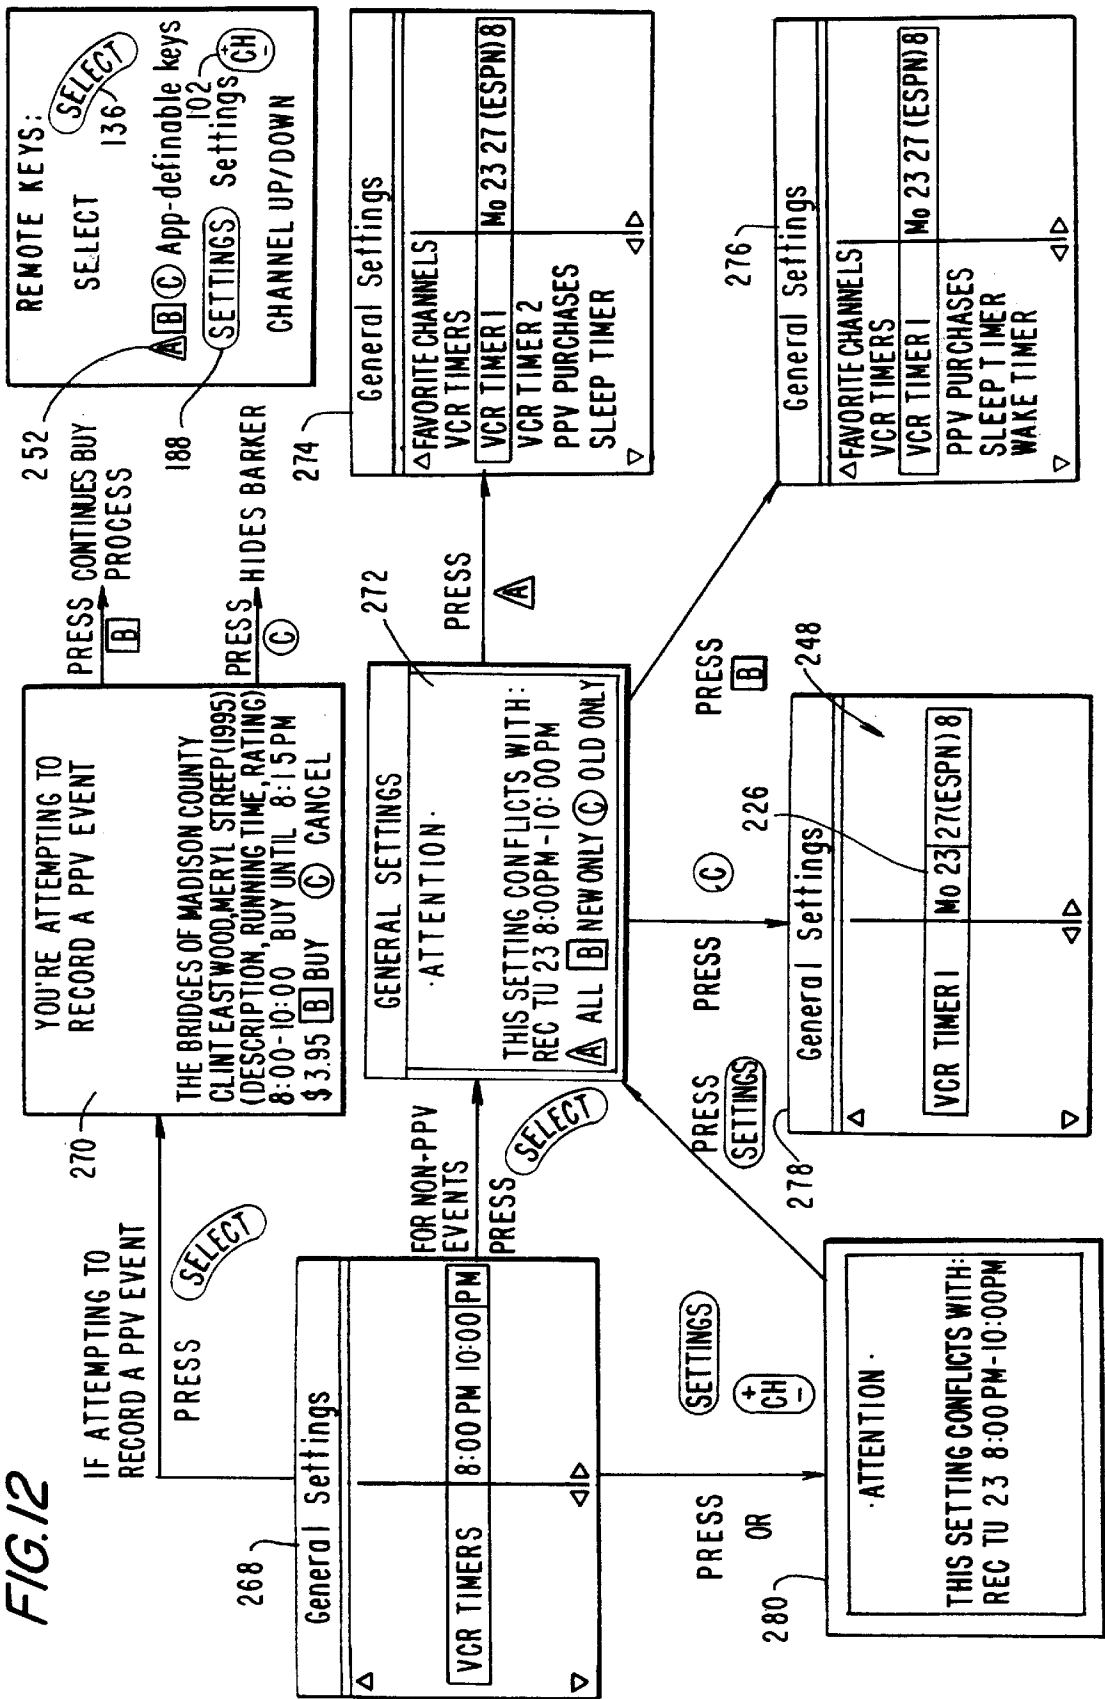 FIG.12
IF ATTEMPTING TO
RECORD A PPV EVENT
PRESS
SELECT
270
YOU'RE ATTEMPTING TO
RECORD A PPV EVENT
THE BRIDGES OF MADISON COUNTY
CLINT EASTWOOD,MERYL STREEP(1995)
(DESCRIPTION, RUNNING TIME, RATING)
8:00-10:00 BUY UNTIL 8:15PM
$3.95 B BUY C CANCEL
PRESS CONTINUES BUY
PROCESS
B
PRESS HIDES BARKER
C
REMOTE KEYS:
SELECT
SELECT
136
252
A B C App-definable keys
102
188
SETTINGS Settings
+
CH
-
CHANNEL UP/DOWN
268
General Settings
VCR TIMERS 8:00 PM 10:00 PM
FOR NON-PPV
EVENTS
PRESS
SELECT
272
GENERAL SETTINGS
·ATTENTION·
THIS SETTING CONFLICTS WITH:
REC TU 23 8:00PM-10:00PM
A ALL B NEW ONLY C OLD ONLY
PRESS
A
274
General Settings
FAVORITE CHANNELS
VCR TIMERS
VCR TIMER 1 Mo 23 27 (ESPN) 8
VCR TIMER 2
PPV PURCHASES
SLEEP TIMER
PRESS
OR
SETTINGS
+
CH
-
280
·ATTENTION·
THIS SETTING CONFLICTS WITH:
REC TU 23 8:00PM-10:00PM
PRESS
SETTINGS
PRESS
C
278
General Settings
226
248
VCR TIMER 1 Mo 23 27(ESPN) 8
PRESS
B
276
General Settings
FAVORITE CHANNELS
VCR TIMERS
VCR TIMER 1 Mo 23 27 (ESPN) 8
PPV PURCHASES
SLEEP TIMER
WAKE TIMER